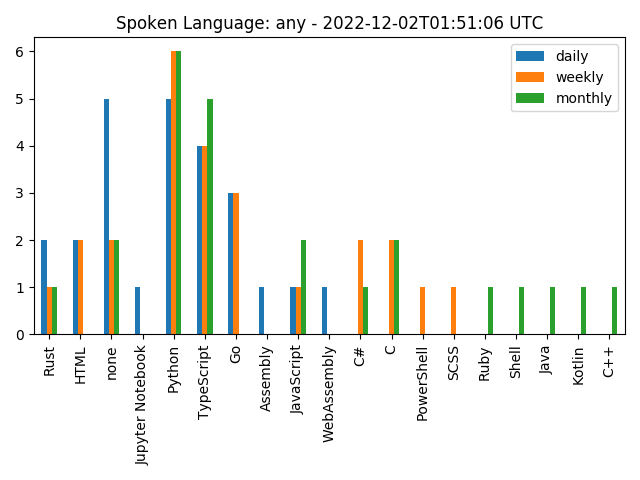 Spoken Language: any - 2022-12-02T01:51:06 UTC
daily
weekly
monthly
6
5
4
3
2
1
0
Rust
HTML
none
Jupyter Notebook
Python
TypeScript
Go
Assembly
JavaScript
WebAssembly
C#
C
PowerShell
SCSS
Ruby
Shell
Java
Kotlin
C++